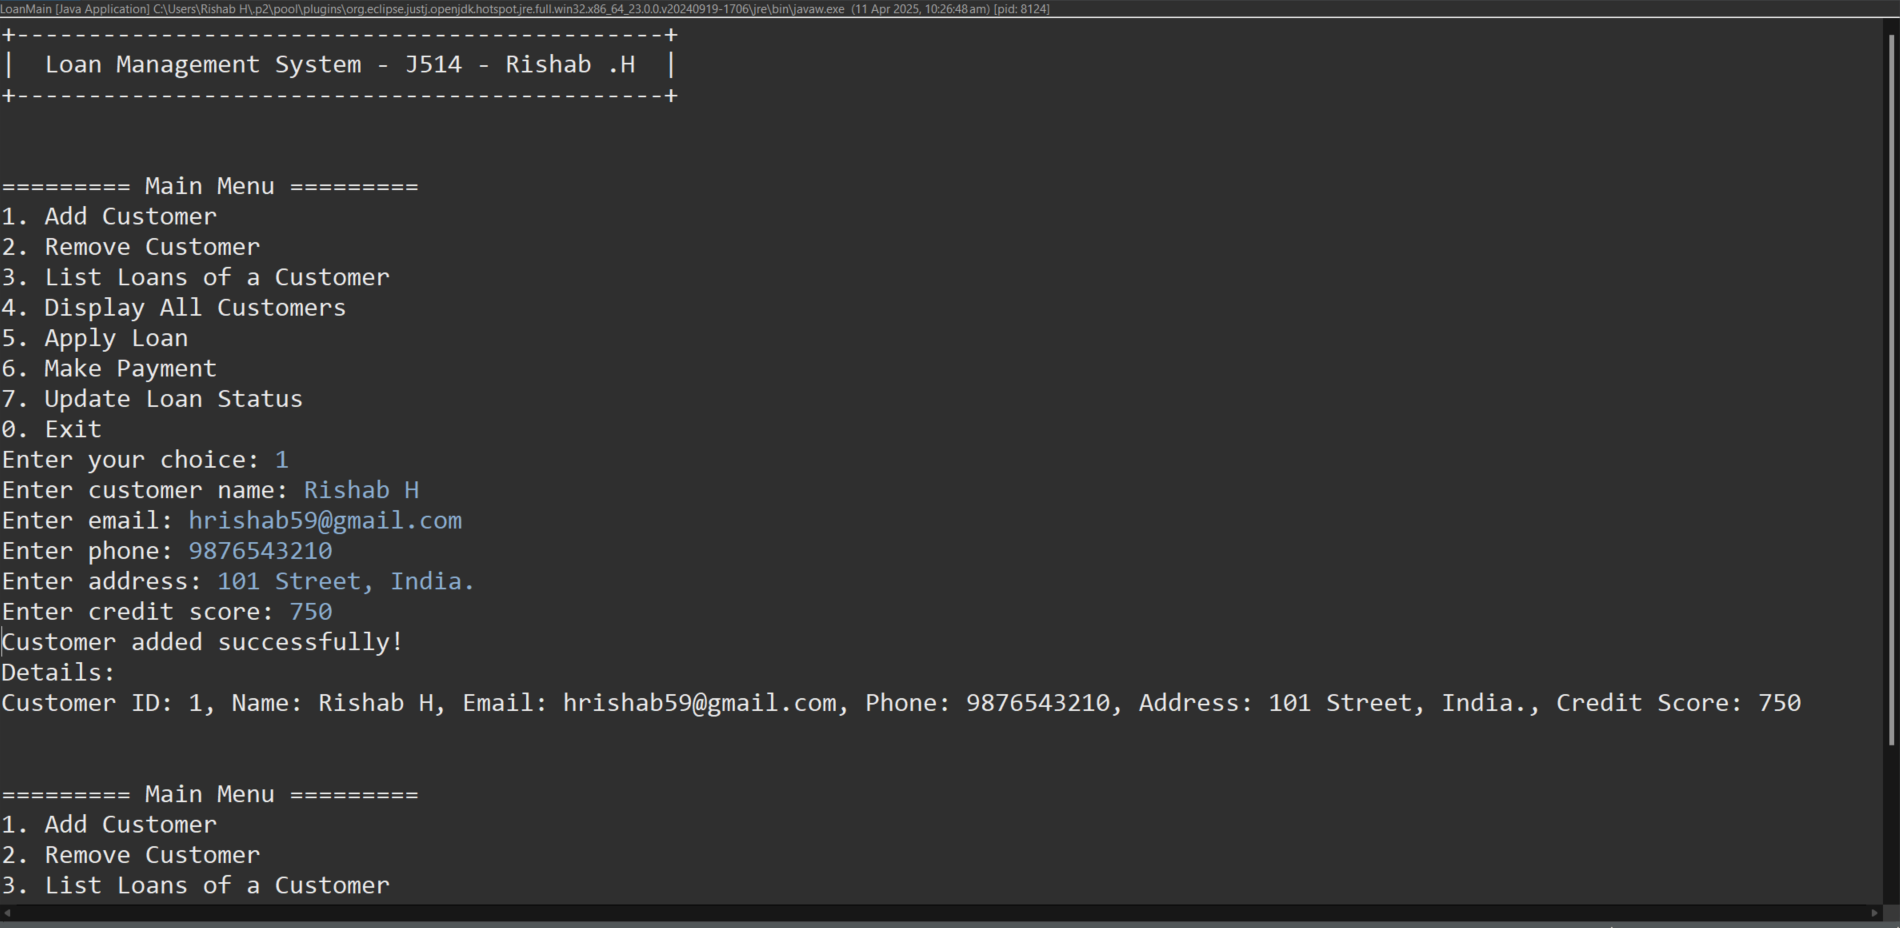 LoanMain [Java Application] C:\Users\Rishab H\.p2\pool\plugins\org.eclipse.justj.openjdk.hotspot.jre.full.win32.x86_64_23.0.0.v20240919-1706\jre\bin\javaw.exe (11 Apr 2025, 10:26:48 am) [pid: 8124]
+---------------------------------------------+
|  Loan Management System - J514 - Rishab .H  |
+---------------------------------------------+
========= Main Menu =========
1. Add Customer
2. Remove Customer
3. List Loans of a Customer
4. Display All Customers
5. Apply Loan
6. Make Payment
7. Update Loan Status
0. Exit
Enter your choice: 1
Enter customer name: Rishab H
Enter email: hrishab59@gmail.com
Enter phone: 9876543210
Enter address: 101 Street, India.
Enter credit score: 750
Customer added successfully!
Details:
Customer ID: 1, Name: Rishab H, Email: hrishab59@gmail.com, Phone: 9876543210, Address: 101 Street, India., Credit Score: 750
========= Main Menu =========
1. Add Customer
2. Remove Customer
3. List Loans of a Customer